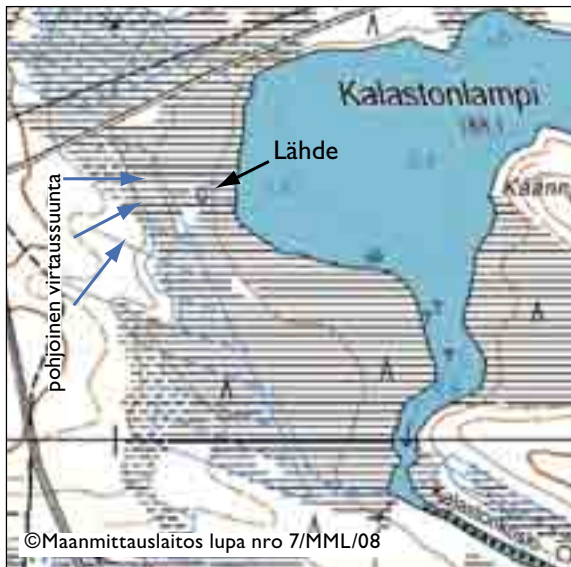 Kalastonlampi
Lähde
pohjoinen virtaussuunta
©Maanmittauslaitos lupa nro 7/MML/08